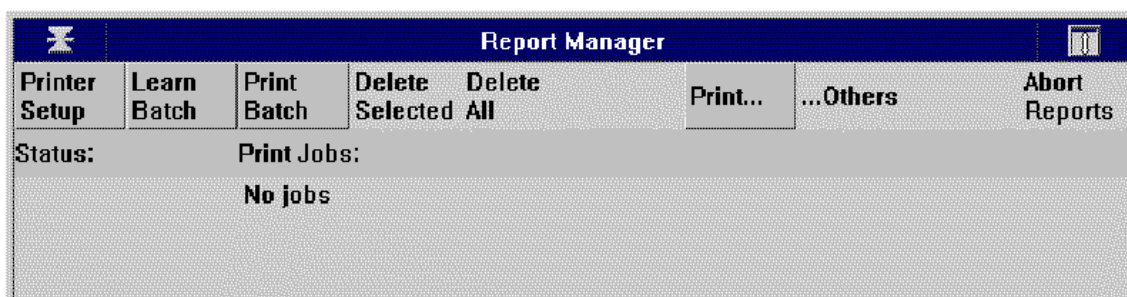 Report Manager
Printer Learn Print Delete Delete Abort
Setup Batch Batch Selected All Print... ...Others Reports
Status: Print Jobs:
No jobs